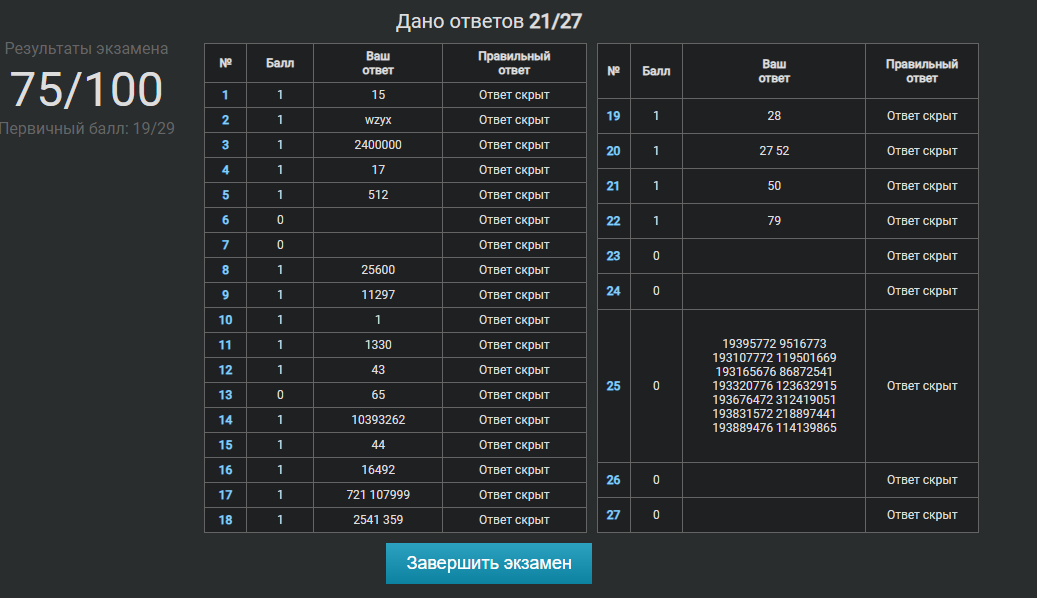 Дано ответов 21/27
Результаты экзамена
75/100
Первичный балл: 19/29
№ Балл Ваш ответ Правильный ответ
1 1 15 Ответ скрыт
2 1 wzyx Ответ скрыт
3 1 2400000 Ответ скрыт
4 1 17 Ответ скрыт
5 1 512 Ответ скрыт
6 0 Ответ скрыт
7 0 Ответ скрыт
8 1 25600 Ответ скрыт
9 1 11297 Ответ скрыт
10 1 1 Ответ скрыт
11 1 1330 Ответ скрыт
12 1 43 Ответ скрыт
13 0 65 Ответ скрыт
14 1 10393262 Ответ скрыт
15 1 44 Ответ скрыт
16 1 16492 Ответ скрыт
17 1 721 107999 Ответ скрыт
18 1 2541 359 Ответ скрыт
№ Балл Ваш ответ Правильный ответ
19 1 28 Ответ скрыт
20 1 27 52 Ответ скрыт
21 1 50 Ответ скрыт
22 1 79 Ответ скрыт
23 0 Ответ скрыт
24 0 Ответ скрыт
19395772 9516773
193107772 119501669
193165676 86872541
25 0 193320776 123632915 Ответ скрыт
193676472 312419051
193831572 218897441
193889476 114139865
26 0 Ответ скрыт
27 0 Ответ скрыт
Завершить экзамен